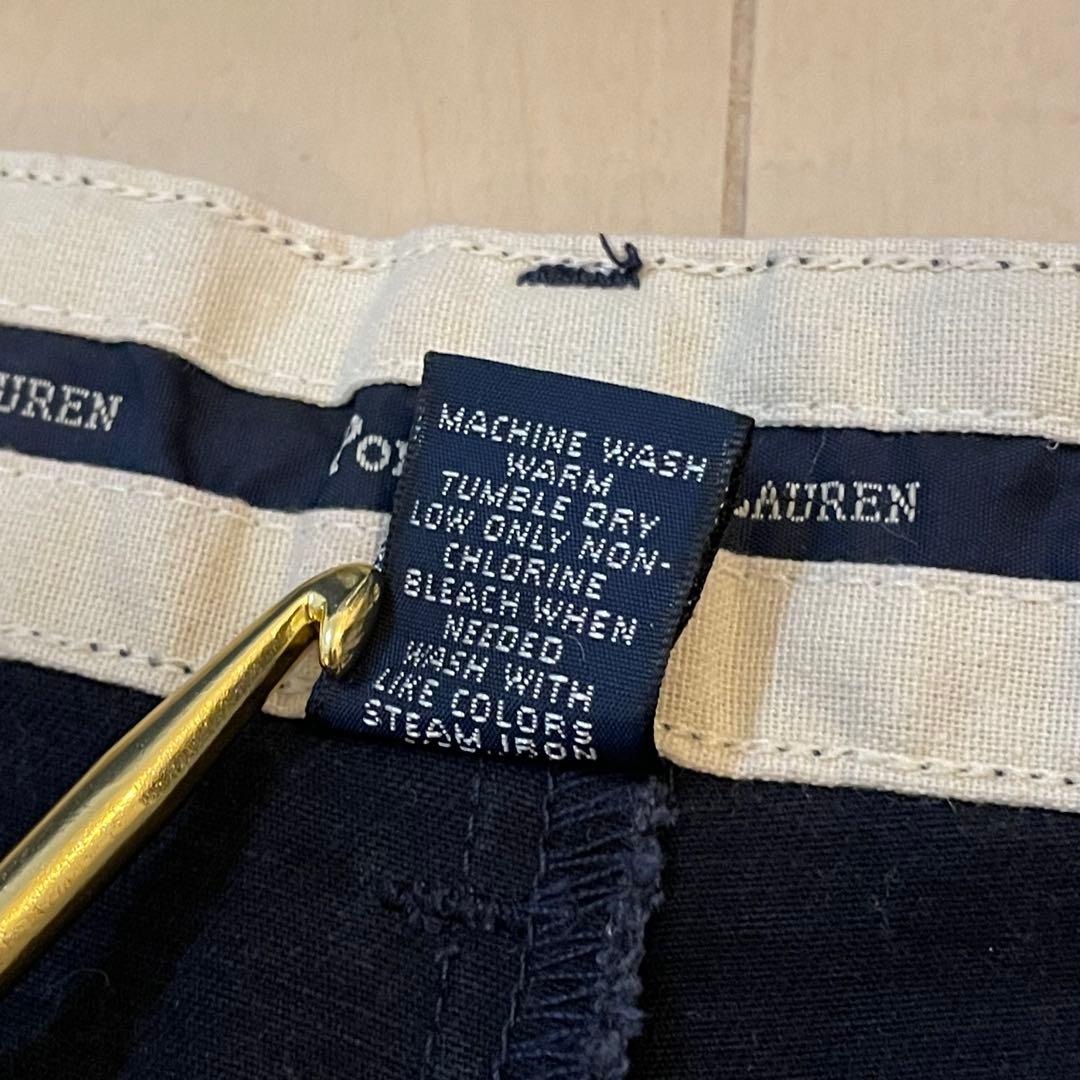 UREN
LAUREN
MACHINE WASH
WARM
TUMBLE DRY
LOW ONLY NON-
CHLORINE
BLEACH WHEN
NEEDED
WASH WITH
LIKE COLORS
STEAM IRON